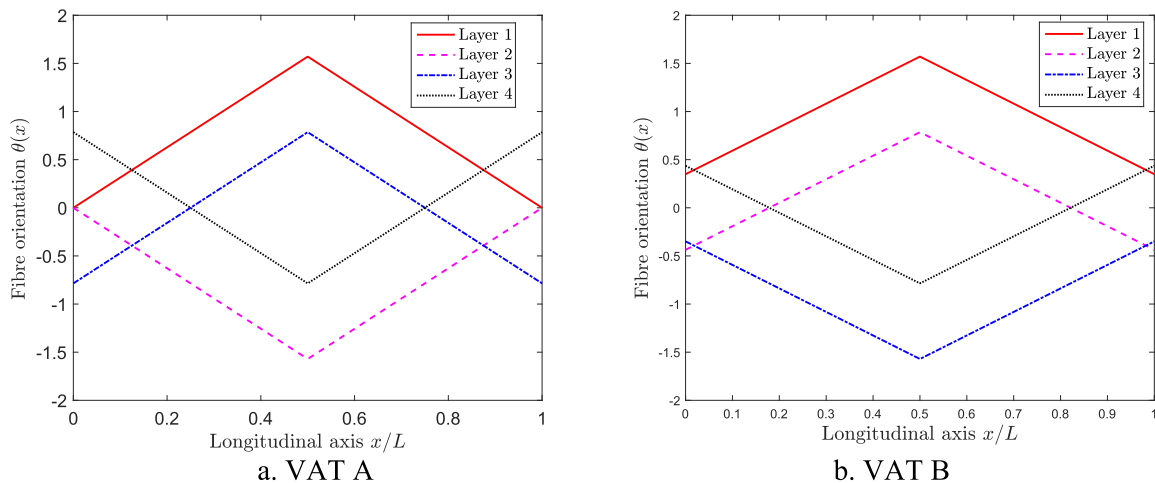 2
1.5
1
0.5
0
-0.5
-1
-1.5
-2
Fibre orientation θ(x)
Layer 1
Layer 2
Layer 3
Layer 4
0
0.2
0.4
0.6
0.8
1
Longitudinal axis x/L
a. VAT A
2
1.5
1
0.5
0
-0.5
-1
-1.5
-2
Fibre orientation θ(x)
Layer 1
Layer 2
Layer 3
Layer 4
0
0.1
0.2
0.3
0.4
0.5
0.6
0.7
0.8
0.9
1
Longitudinal axis x/L
b. VAT B